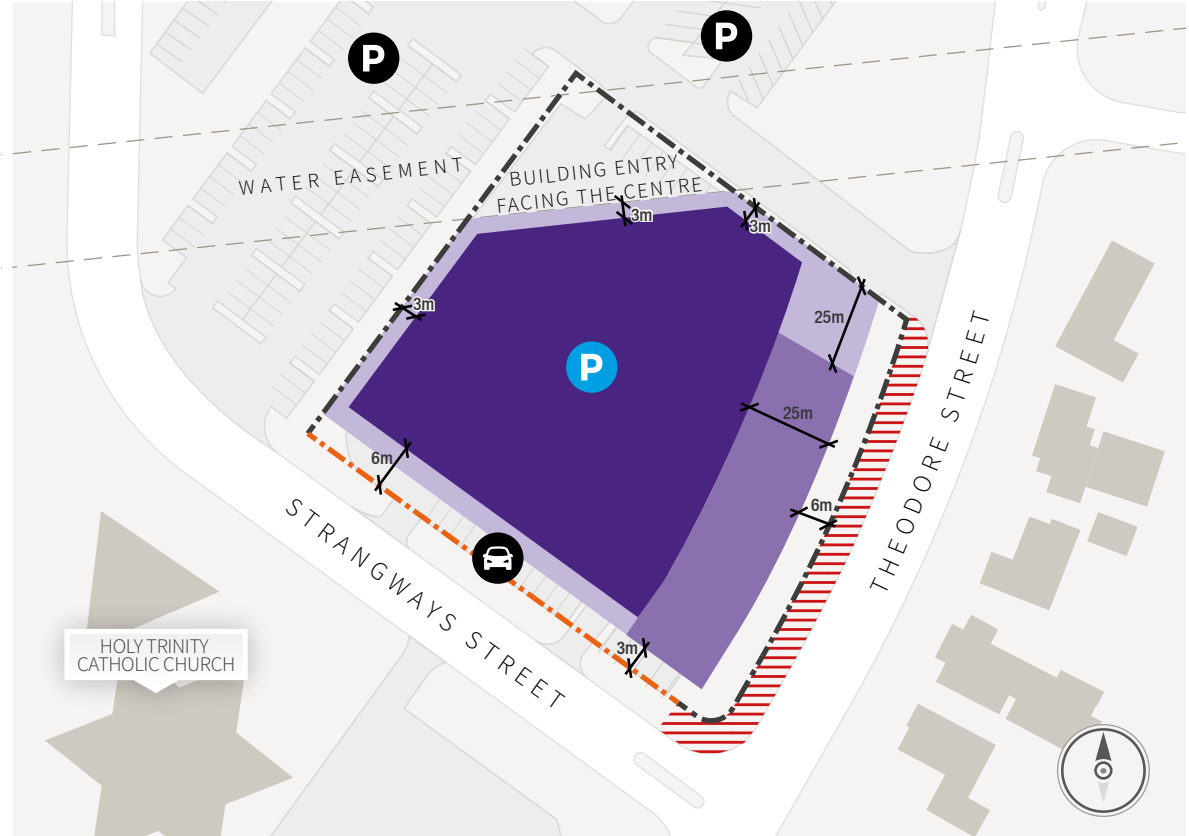 P
P
WATER EASEMENT
BUILDING ENTRY
FACING THE CENTRE
3m
3m
3m
25m
P
25m
6m
6m
3m
STRANGWAYS STREET
THEODORE STREET
HOLY TRINITY
CATHOLIC CHURCH